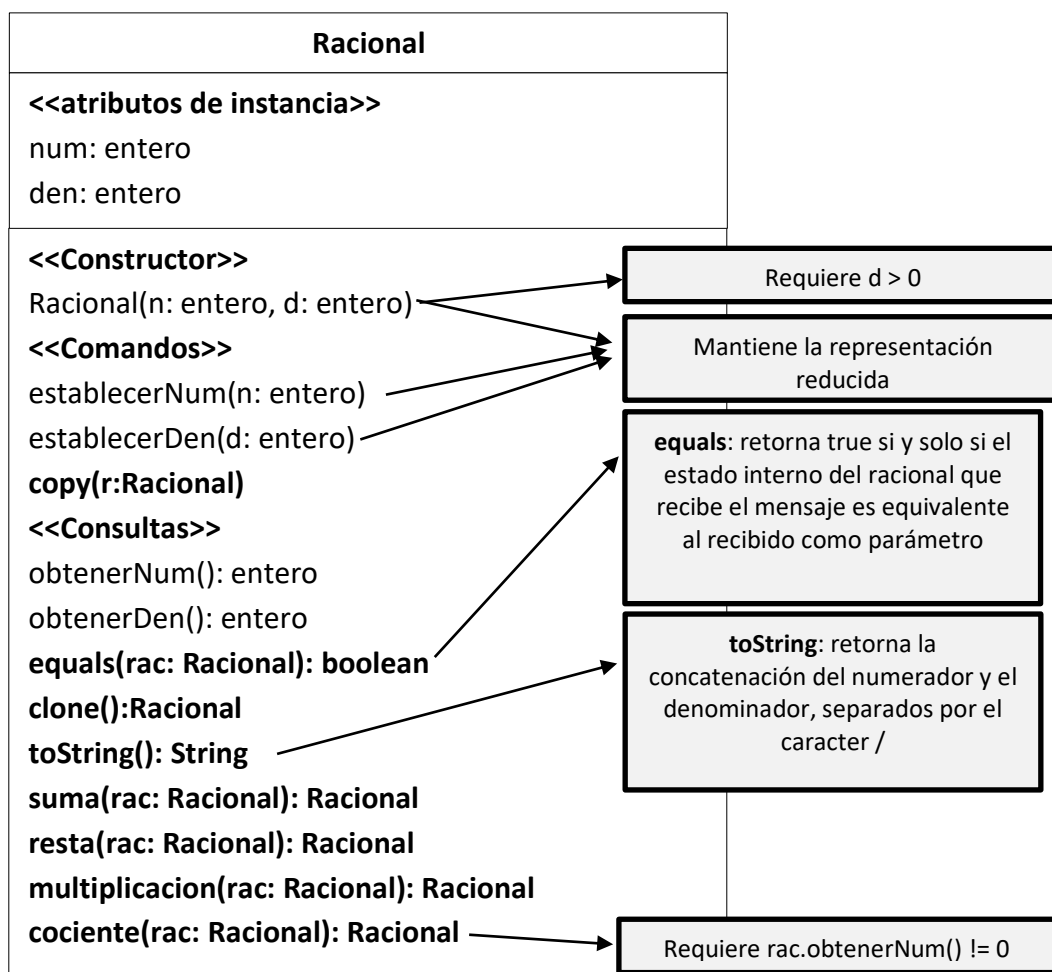 Racional
<<atributos de instancia>>
num: entero
den: entero
<<Constructor>>
Racional(n: entero, d: entero)
<<Comandos>>
establecerNum(n: entero)
establecerDen(d: entero)
copy(r:Racional)
<<Consultas>>
obtenerNum(): entero
obtenerDen(): entero
equals(rac: Racional): boolean
clone():Racional
toString(): String
suma(rac: Racional): Racional
resta(rac: Racional): Racional
multiplicacion(rac: Racional): Racional
cociente(rac: Racional): Racional
Requiere d > 0
Mantiene la representación
reducida
equals: retorna true si y solo si el
estado interno del racional que
recibe el mensaje es equivalente
al recibido como parámetro
toString: retorna la
concatenación del numerador y el
denominador, separados por el
caracter /
Requiere rac.obtenerNum() != 0